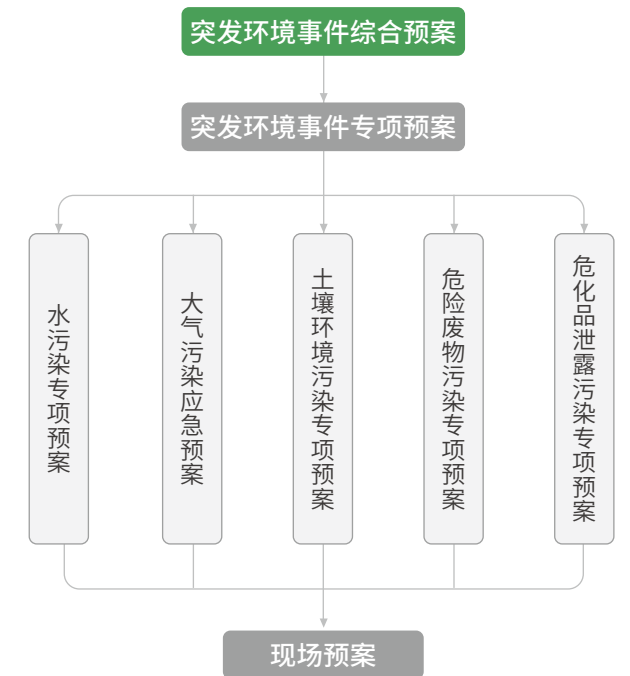 突发环境事件综合预案
突发环境事件专项预案
水污染专项预案
大气污染应急预案
土壤环境污染专项预案
危险废物污染专项预案
危化品泄露污染专项预案
现场预案